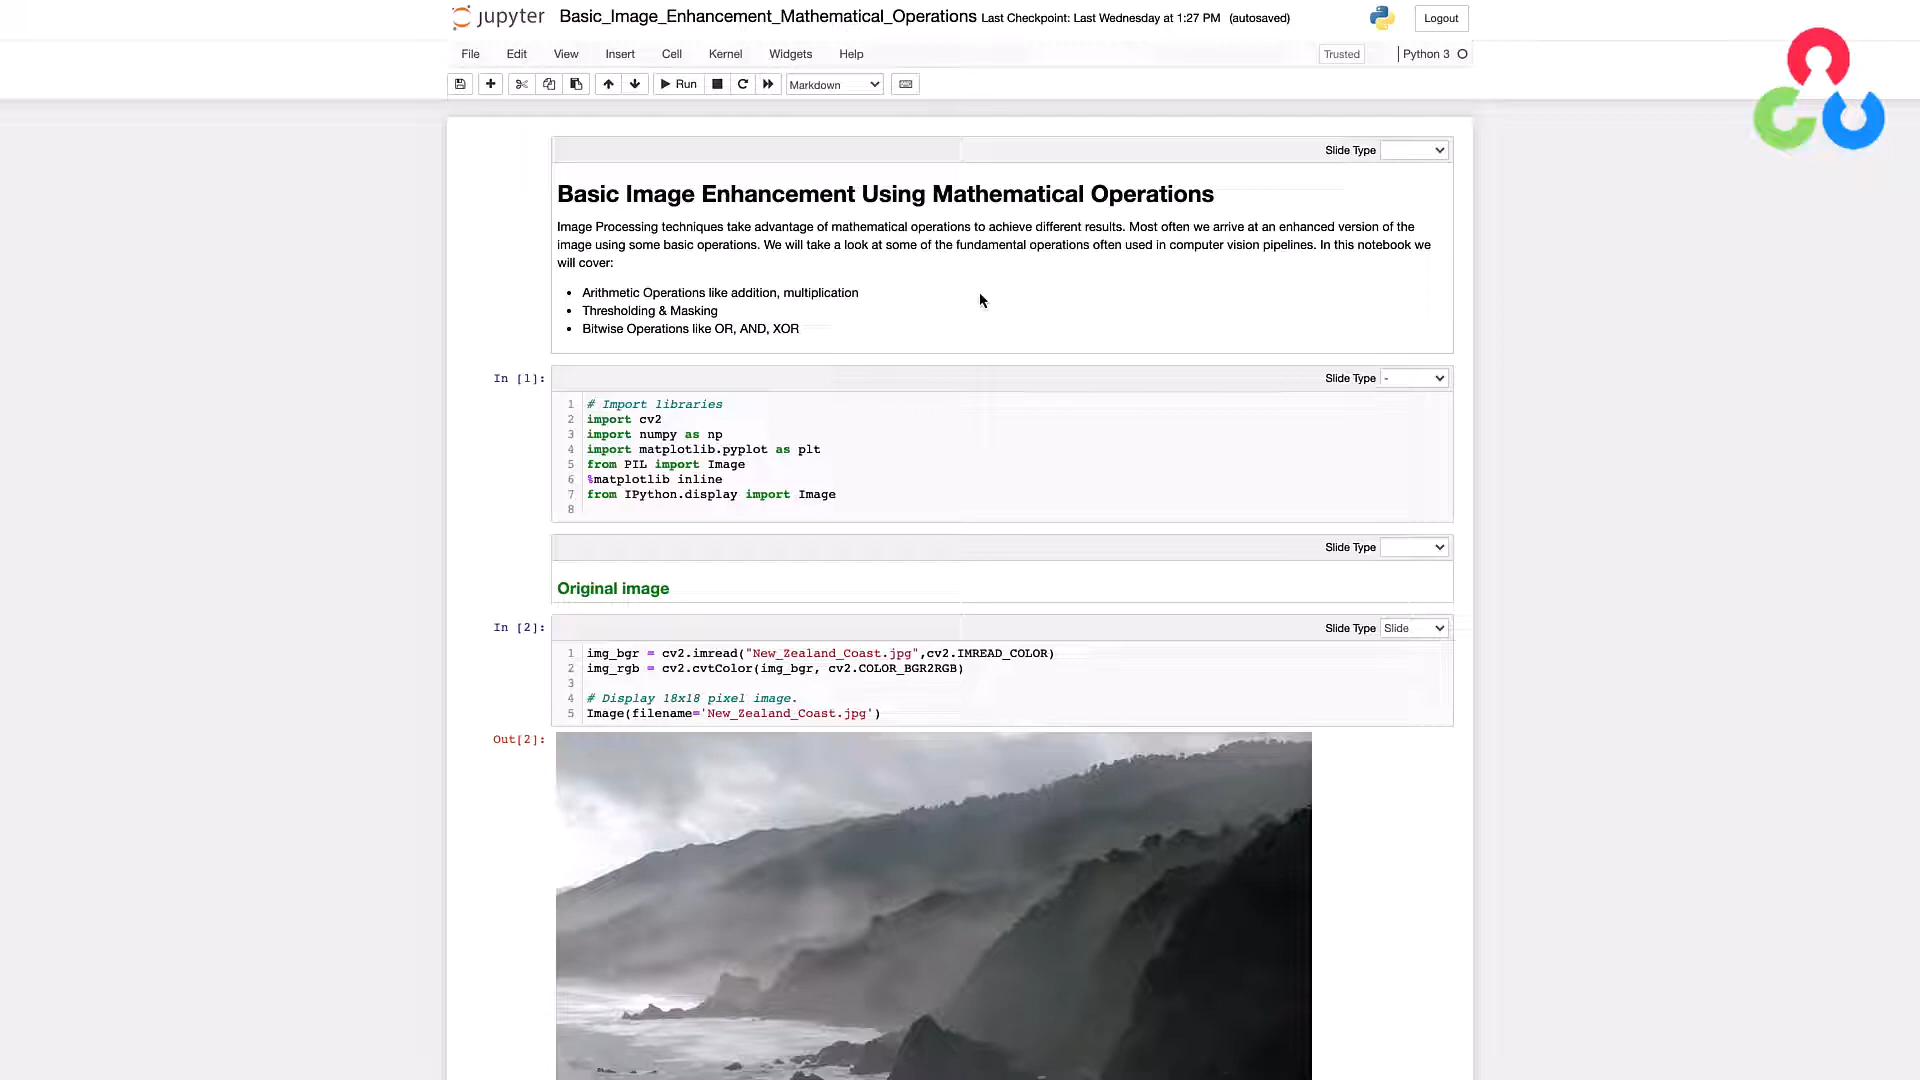 jupyter Basic_Image_Enhancement_Mathematical_Operations Last Checkpoint: Last Wednesday at 1:27 PM (autosaved) Logout
File Edit View Insert Cell Kernel Widgets Help Trusted Python 3
Run Markdown
Slide Type
Basic Image Enhancement Using Mathematical Operations
Image Processing techniques take advantage of mathematical operations to achieve different results. Most often we arrive at an enhanced version of the
image using some basic operations. We will take a look at some of the fundamental operations often used in computer vision pipelines. In this notebook we
will cover:
• Arithmetic Operations like addition, multiplication
• Thresholding & Masking
• Bitwise Operations like OR, AND, XOR
In [1]: Slide Type -
1 # Import libraries
2 import cv2
3 import numpy as np
4 import matplotlib.pyplot as plt
5 from PIL import Image
6 %matplotlib inline
7 from IPython.display import Image
8
Slide Type
Original image
In [2]: Slide Type Slide
1 img_bgr = cv2.imread("New_Zealand_Coast.jpg",cv2.IMREAD_COLOR)
2 img_rgb = cv2.cvtColor(img_bgr, cv2.COLOR_BGR2RGB)
3
4 # Display 18x18 pixel image.
5 Image(filename='New_Zealand_Coast.jpg')
Out[2]: